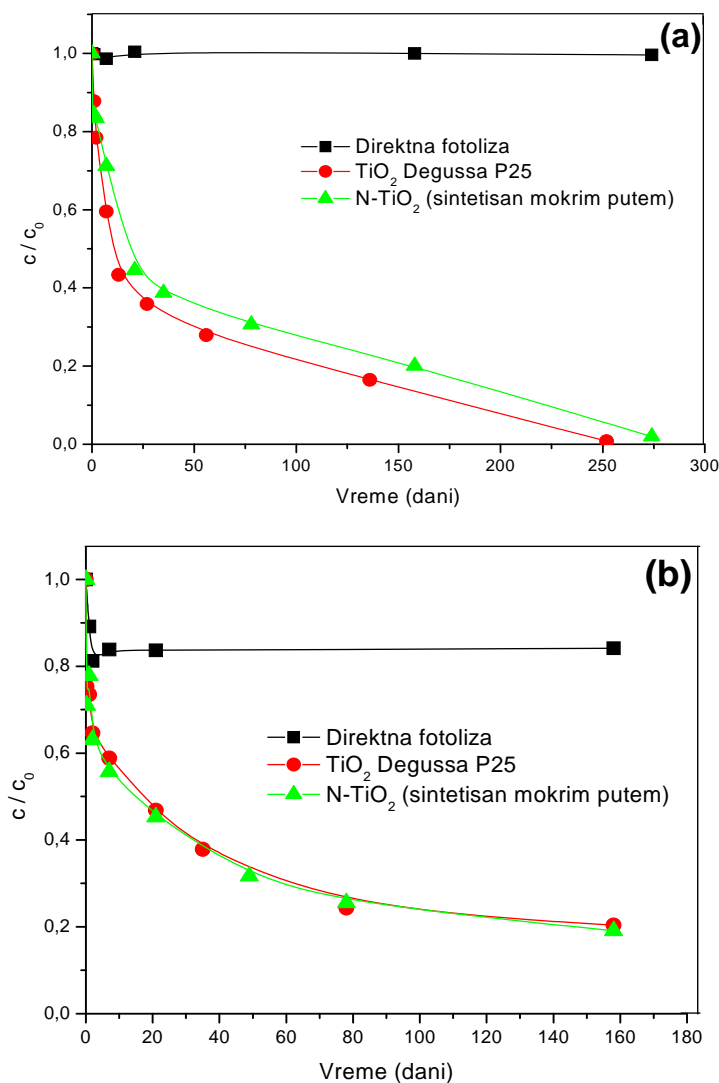 (a)
1,0
0,8
0,6
0,4
0,2
0,0
c / c₀
Direktna fotoliza
TiO₂ Degussa P25
N-TiO₂ (sintetisan mokrim putem)
0 50 100 150 200 250 300
Vreme (dani)
(b)
1,0
0,8
0,6
0,4
0,2
0,0
c / c₀
Direktna fotoliza
TiO₂ Degussa P25
N-TiO₂ (sintetisan mokrim putem)
0 20 40 60 80 100 120 140 160 180
Vreme (dani)